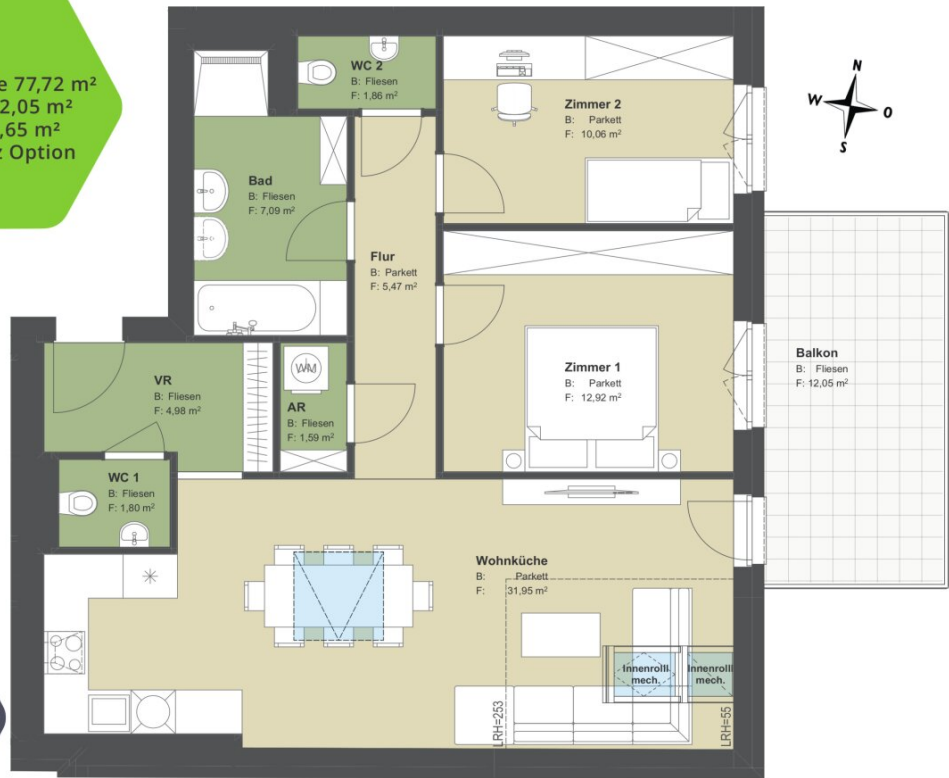 e 77,72 m²
2,05 m²
,65 m²
z Option
WC 2
B: Fliesen
F: 1,86 m²
Zimmer 2
B: Parkett
F: 10,06 m²
N
W
O
S
Bad
B: Fliesen
F: 7,09 m²
Flur
B: Parkett
F: 5,47 m²
Zimmer 1
B: Parkett
F: 12,92 m²
Balkon
B: Fliesen
F: 12,05 m²
VR
B: Fliesen
F: 4,98 m²
WM
AR
B: Fliesen
F: 1,59 m²
WC 1
B: Fliesen
F: 1,80 m²
Wohnküche
B: Parkett
F: 31,95 m²
Innenrolll
mech.
Innenrolll
mech.
LRH=253
LRH=55